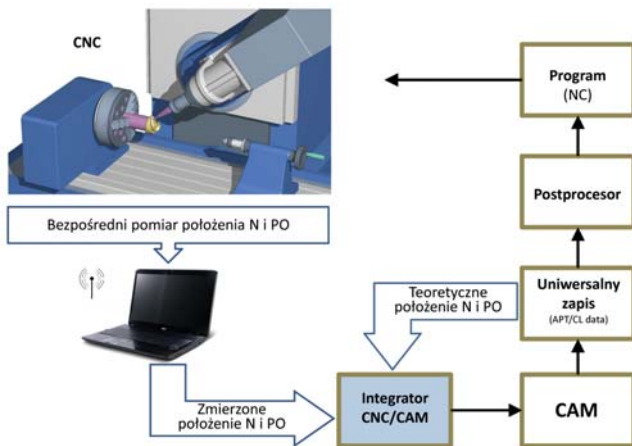 CNC
Program
(NC)
Bezpośredni pomiar położenia N i PO
Postprocesor
Teoretyczne
położenie N i PO
Uniwersalny
zapis
(APT/CL data)
Zmierzone
położenie N i PO
Integrator
CNC/CAM
CAM